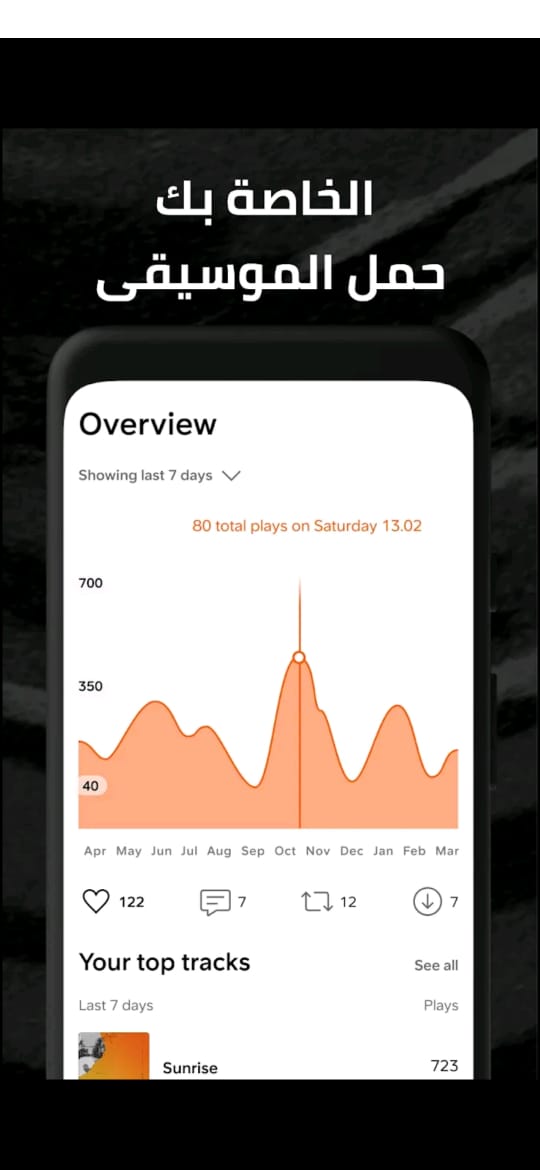 الخاصة بك
حمل الموسيقى
Overview
Showing last 7 days
80 total plays on Saturday 13.02
700
350
40
Apr May Jun Jul Aug Sep Oct Nov Dec Jan Feb Mar
122 7 12 7
Your top tracks See all
Last 7 days Plays
Sunrise 723